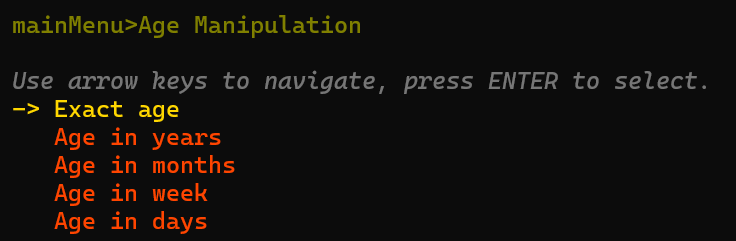 mainMenu>Age Manipulation
Use arrow keys to navigate, press ENTER to select.
—> Exact age
Age in years
Age in months
Age in week
Age in days